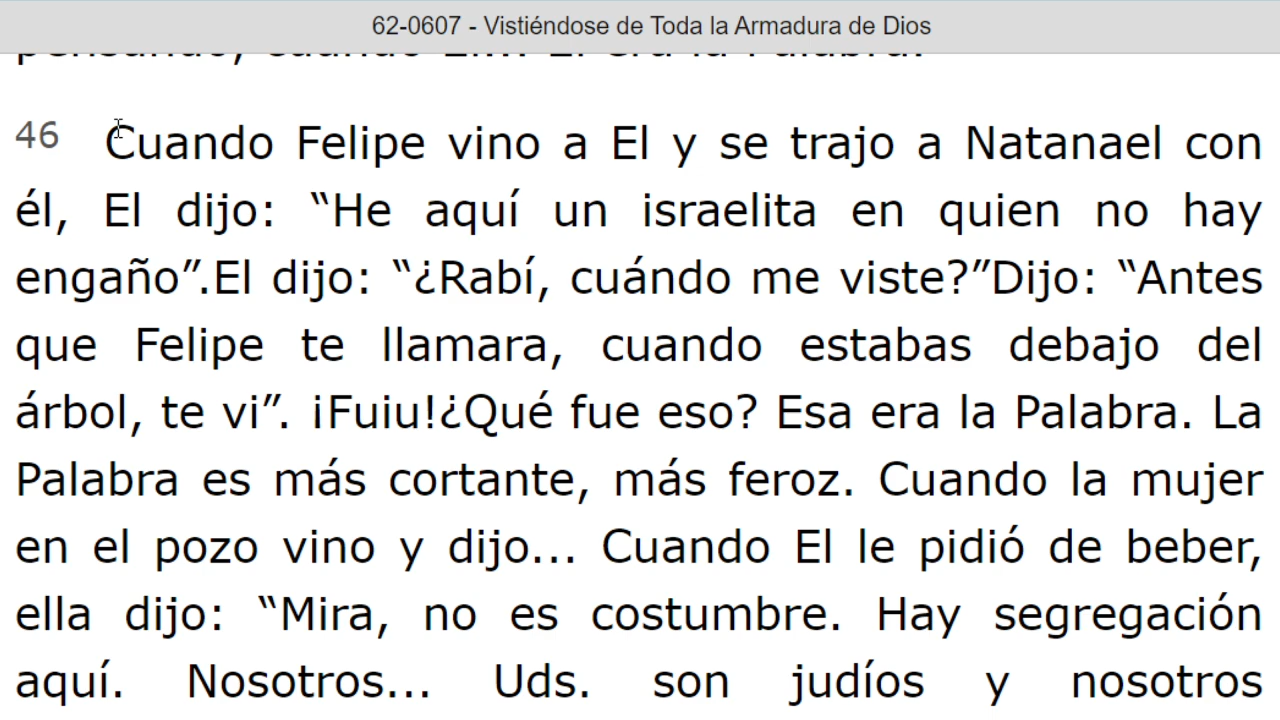 62-0607 - Vistiéndose de Toda la Armadura de Dios
46 Cuando Felipe vino a El y se trajo a Natanael con
él, El dijo: “He aquí un israelita en quien no hay
engaño”.El dijo: “¿Rabí, cuándo me viste?”Dijo: “Antes
que Felipe te llamara, cuando estabas debajo del
árbol, te vi”. ¡Fuiu!¿Qué fue eso? Esa era la Palabra. La
Palabra es más cortante, más feroz. Cuando la mujer
en el pozo vino y dijo... Cuando El le pidió de beber,
ella dijo: “Mira, no es costumbre. Hay segregación
aquí. Nosotros... Uds. son judíos y nosotros